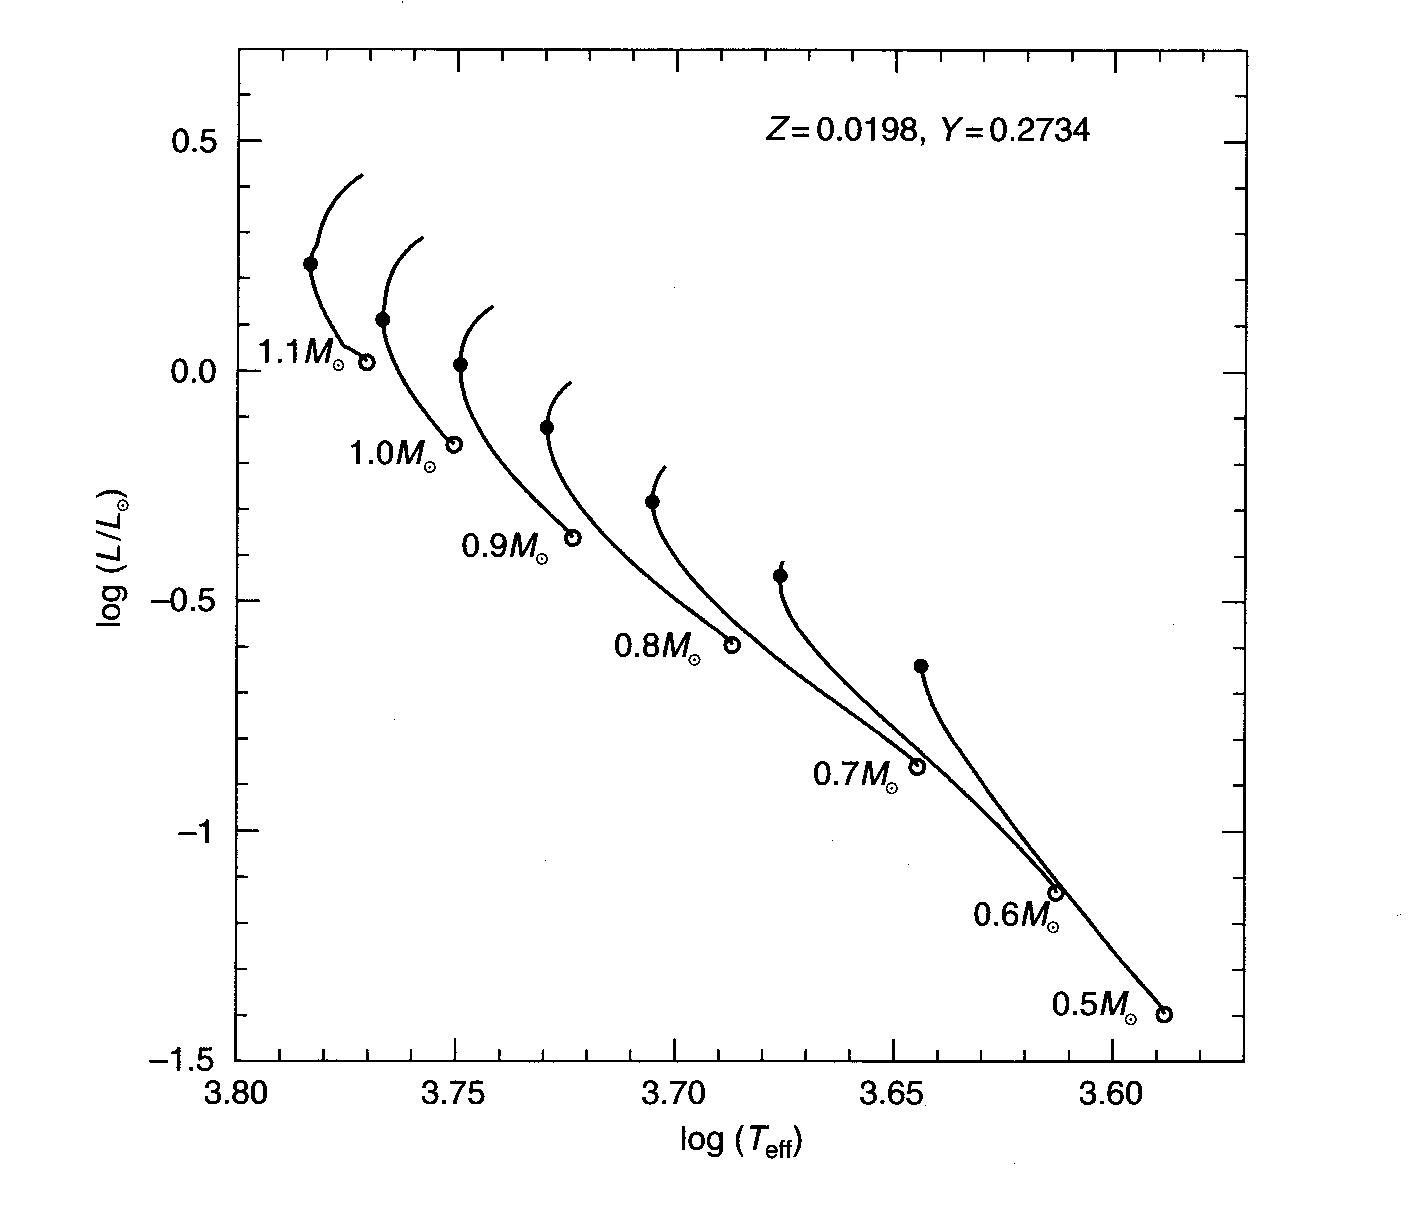 Z=0.0198, Y=0.2734
0.5
0.0
−0.5
−1
−1.5
log (L/L⊙)
1.1M⊙
1.0M⊙
0.9M⊙
0.8M⊙
0.7M⊙
0.6M⊙
0.5M⊙
3.80 3.75 3.70 3.65 3.60
log (Teff)